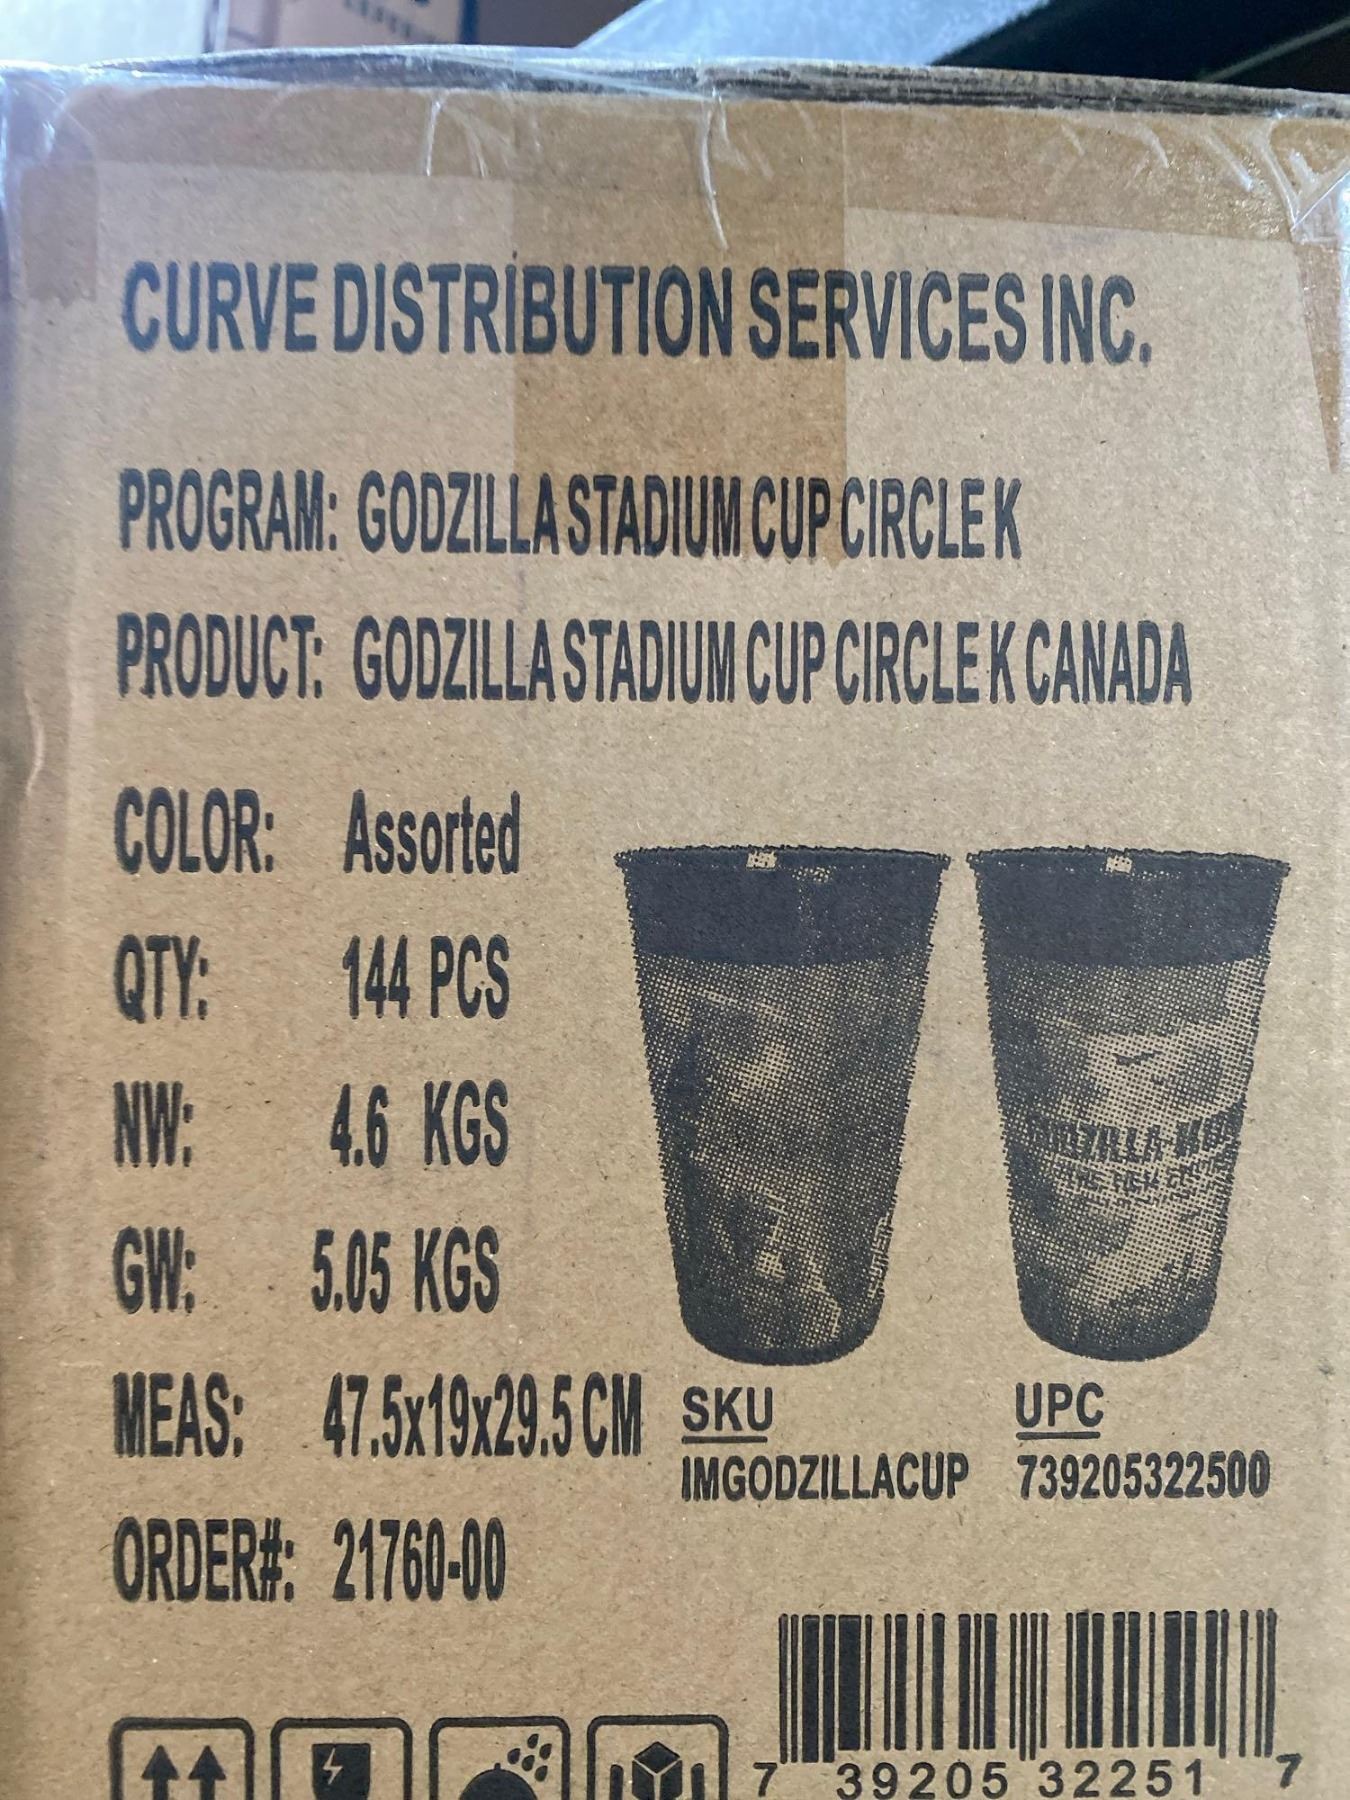 CURVE DISTRIBUTION SERVICES INC.
PROGRAM: GODZILLA STADIUM CUP CIRCLE K
PRODUCT: GODZILLA STADIUM CUP CIRCLE K CANADA
COLOR: Assorted
QTY: 144 PCS
NW: 4.6 KGS
GW: 5.05 KGS
MEAS: 47.5x19x29.5 CM
ORDER#: 21760-00
SKU
IMGODZILLACUP
UPC
739205322500
7 39205 32251 7